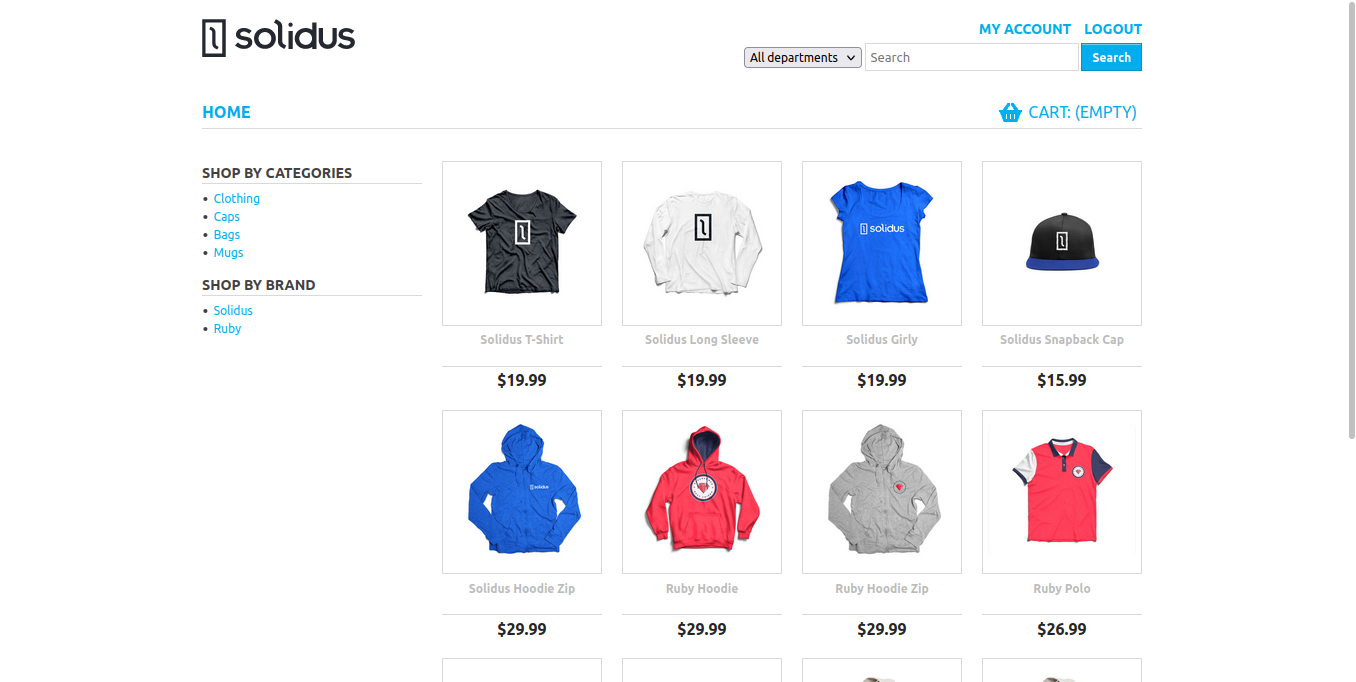 solidus
MY ACCOUNT LOGOUT
All departments Search Search
HOME CART: (EMPTY)
SHOP BY CATEGORIES
Clothing
Caps
Bags
Mugs
SHOP BY BRAND
Solidus
Ruby
solidus
Solidus T-Shirt Solidus Long Sleeve Solidus Girly Solidus Snapback Cap
$19.99 $19.99 $19.99 $15.99
solidus
Solidus Hoodie Zip Ruby Hoodie Ruby Hoodie Zip Ruby Polo
$29.99 $29.99 $29.99 $26.99